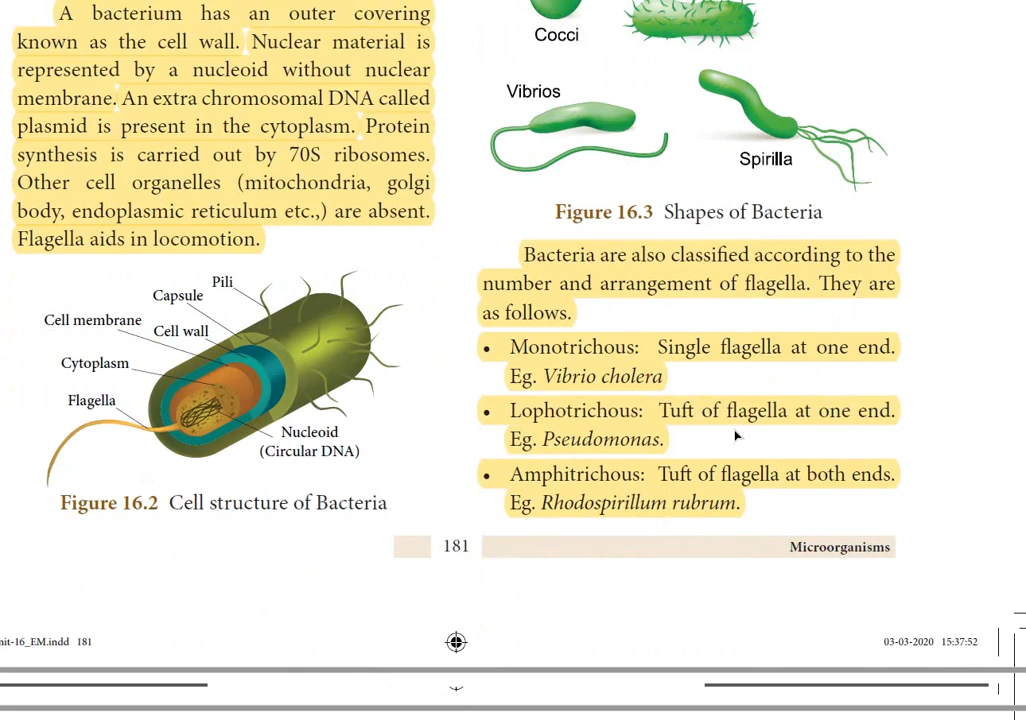 A bacterium has an outer covering
known as the cell wall. Nuclear material is
represented by a nucleoid without nuclear
membrane. An extra chromosomal DNA called
plasmid is present in the cytoplasm. Protein
synthesis is carried out by 70S ribosomes.
Other cell organelles (mitochondria, golgi
body, endoplasmic reticulum etc.,) are absent.
Flagella aids in locomotion.
Pili
Capsule
Cell membrane
Cell wall
Cytoplasm
Flagella
Nucleoid
(Circular DNA)
Figure 16.2 Cell structure of Bacteria
Cocci
Vibrios
Spirilla
Figure 16.3 Shapes of Bacteria
Bacteria are also classified according to the
number and arrangement of flagella. They are
as follows.
• Monotrichous: Single flagella at one end.
Eg. Vibrio cholera
• Lophotrichous: Tuft of flagella at one end.
Eg. Pseudomonas.
• Amphitrichous: Tuft of flagella at both ends.
Eg. Rhodospirillum rubrum.
181
Microorganisms
nit-16_EM.indd 181
03-03-2020 15:37:52